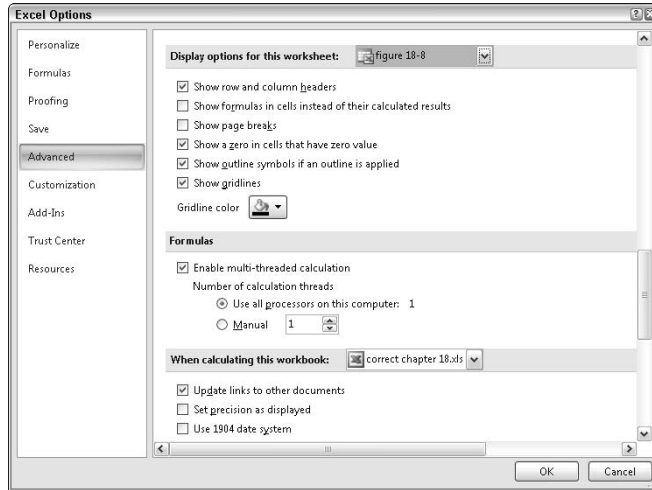 Excel Options
Personalize
Formulas
Proofing
Save
Advanced
Customization
Add-Ins
Trust Center
Resources
Display options for this worksheet: figure 18-8
Show row and column headers
Show formulas in cells instead of their calculated results
Show page breaks
Show a zero in cells that have zero value
Show outline symbols if an outline is applied
Show gridlines
Gridline color
Formulas
Enable multi-threaded calculation
Number of calculation threads
Use all processors on this computer: 1
Manual 1
When calculating this workbook: correct chapter 18.xls
Update links to other documents
Set precision as displayed
Use 1904 date system
OK Cancel